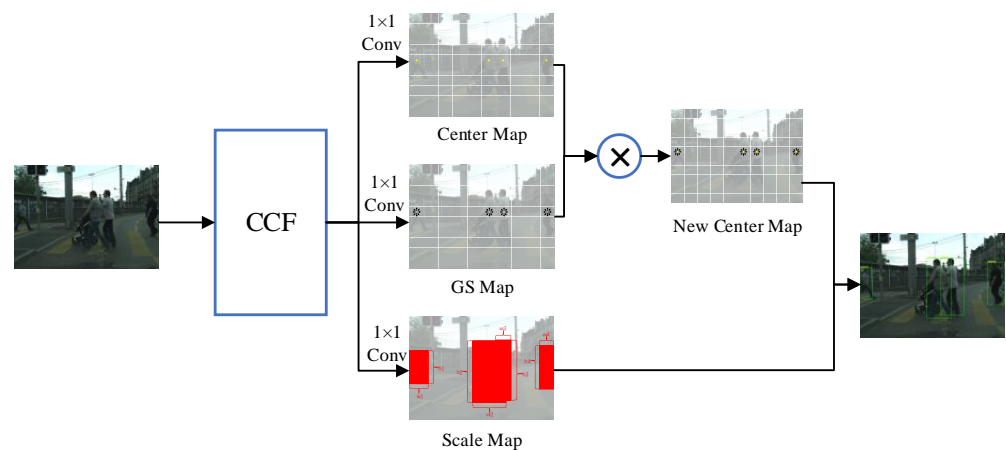 1×1
Conv
Center Map
CCF
1×1
Conv
GS Map
×
New Center Map
1×1
Conv
Scale Map